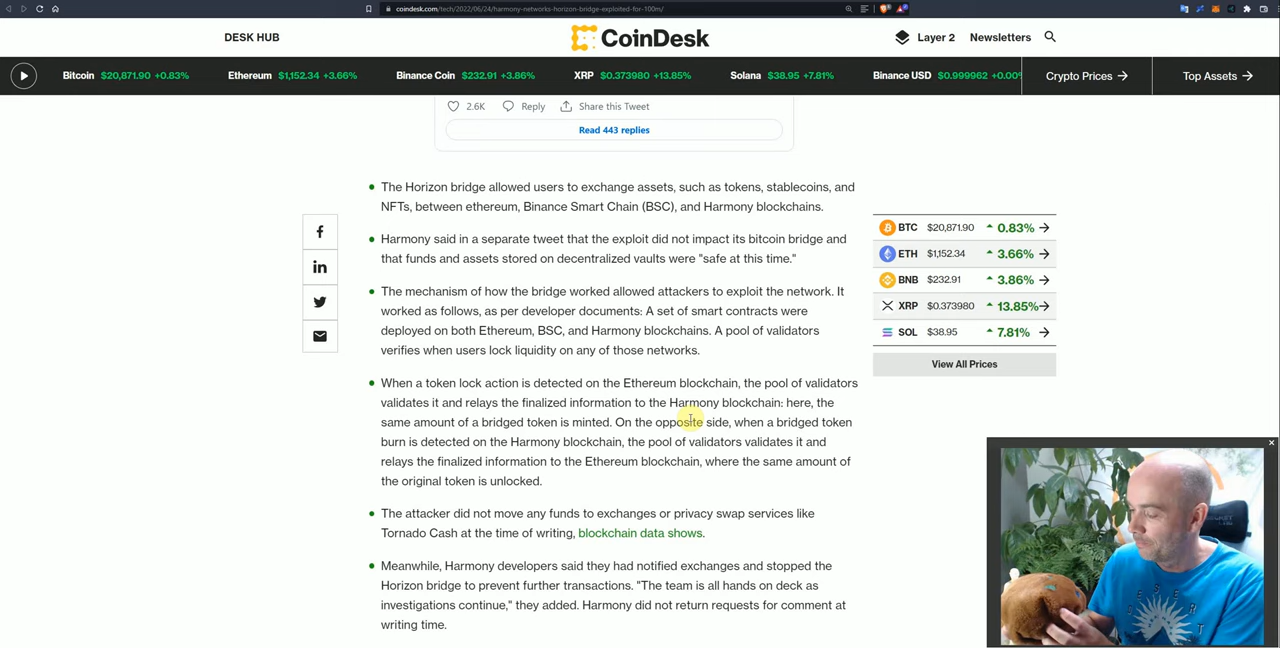 coindesk.com/tech/2022/06/24/harmony-networks-horizon-bridge-exploited-for-100m/
DESK HUB
CoinDesk
Layer 2 Newsletters
Bitcoin $20,871.90 +0.83% Ethereum $1,152.34 +3.66% Binance Coin $232.91 +3.86% XRP $0.373980 +13.85% Solana $38.95 +7.81% Binance USD $0.999962 +0.00% Crypto Prices Top Assets
2.6K Reply Share this Tweet
Read 443 replies
The Horizon bridge allowed users to exchange assets, such as tokens, stablecoins, and
NFTs, between ethereum, Binance Smart Chain (BSC), and Harmony blockchains.
Harmony said in a separate tweet that the exploit did not impact its bitcoin bridge and
that funds and assets stored on decentralized vaults were "safe at this time."
The mechanism of how the bridge worked allowed attackers to exploit the network. It
worked as follows, as per developer documents: A set of smart contracts were
deployed on both Ethereum, BSC, and Harmony blockchains. A pool of validators
verifies when users lock liquidity on any of those networks.
When a token lock action is detected on the Ethereum blockchain, the pool of validators
validates it and relays the finalized information to the Harmony blockchain: here, the
same amount of a bridged token is minted. On the opposite side, when a bridged token
burn is detected on the Harmony blockchain, the pool of validators validates it and
relays the finalized information to the Ethereum blockchain, where the same amount of
the original token is unlocked.
The attacker did not move any funds to exchanges or privacy swap services like
Tornado Cash at the time of writing, blockchain data shows.
Meanwhile, Harmony developers said they had notified exchanges and stopped the
Horizon bridge to prevent further transactions. "The team is all hands on deck as
investigations continue," they added. Harmony did not return requests for comment at
writing time.
BTC $20,871.90 0.83%
ETH $1,152.34 3.66%
BNB $232.91 3.86%
XRP $0.373980 13.85%
SOL $38.95 7.81%
View All Prices
DESERT